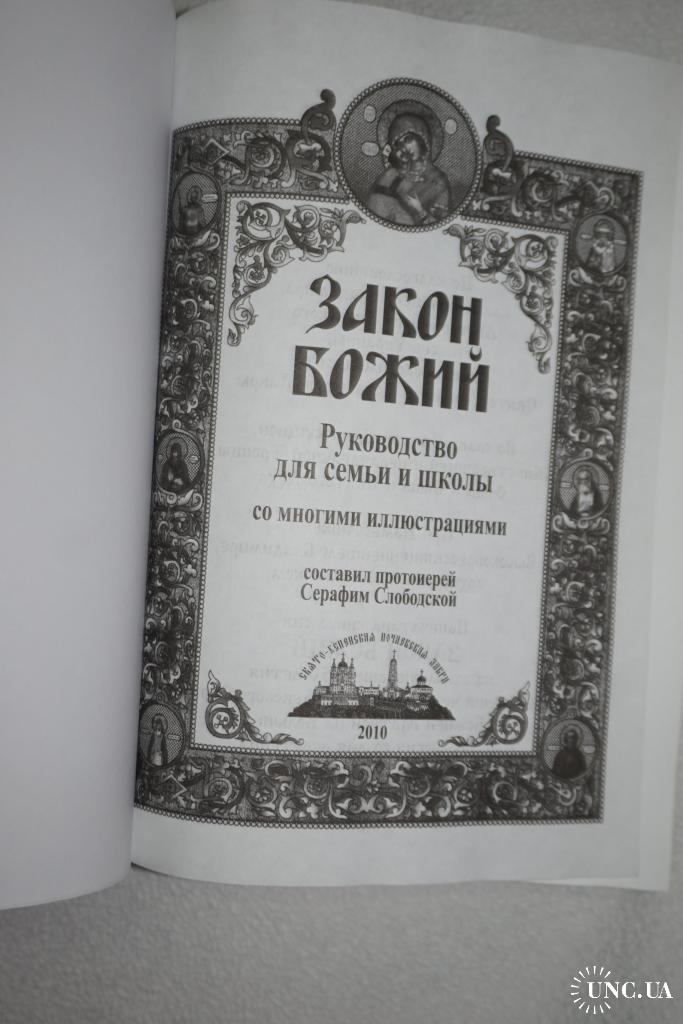 ЗАКОН
БОЖИЙ
Руководство
для семьи и школы
со многими иллюстрациями
составил протоиерей
Серафим Слободской
СВЯТО-УСПЕНСКАЯ ПОЧАЕВСКАЯ ЛАВРА
2010
UNC.UA